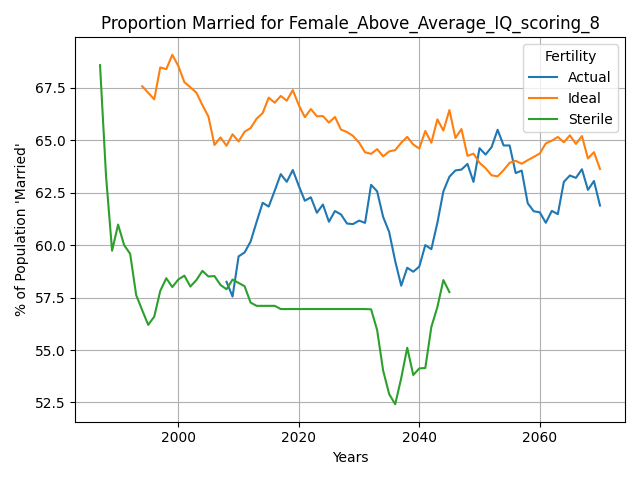 Proportion Married for Female_Above_Average_IQ_scoring_8
Fertility
Actual
Ideal
Sterile
% of Population 'Married'
67.5
65.0
62.5
60.0
57.5
55.0
52.5
2000
2020
2040
2060
Years